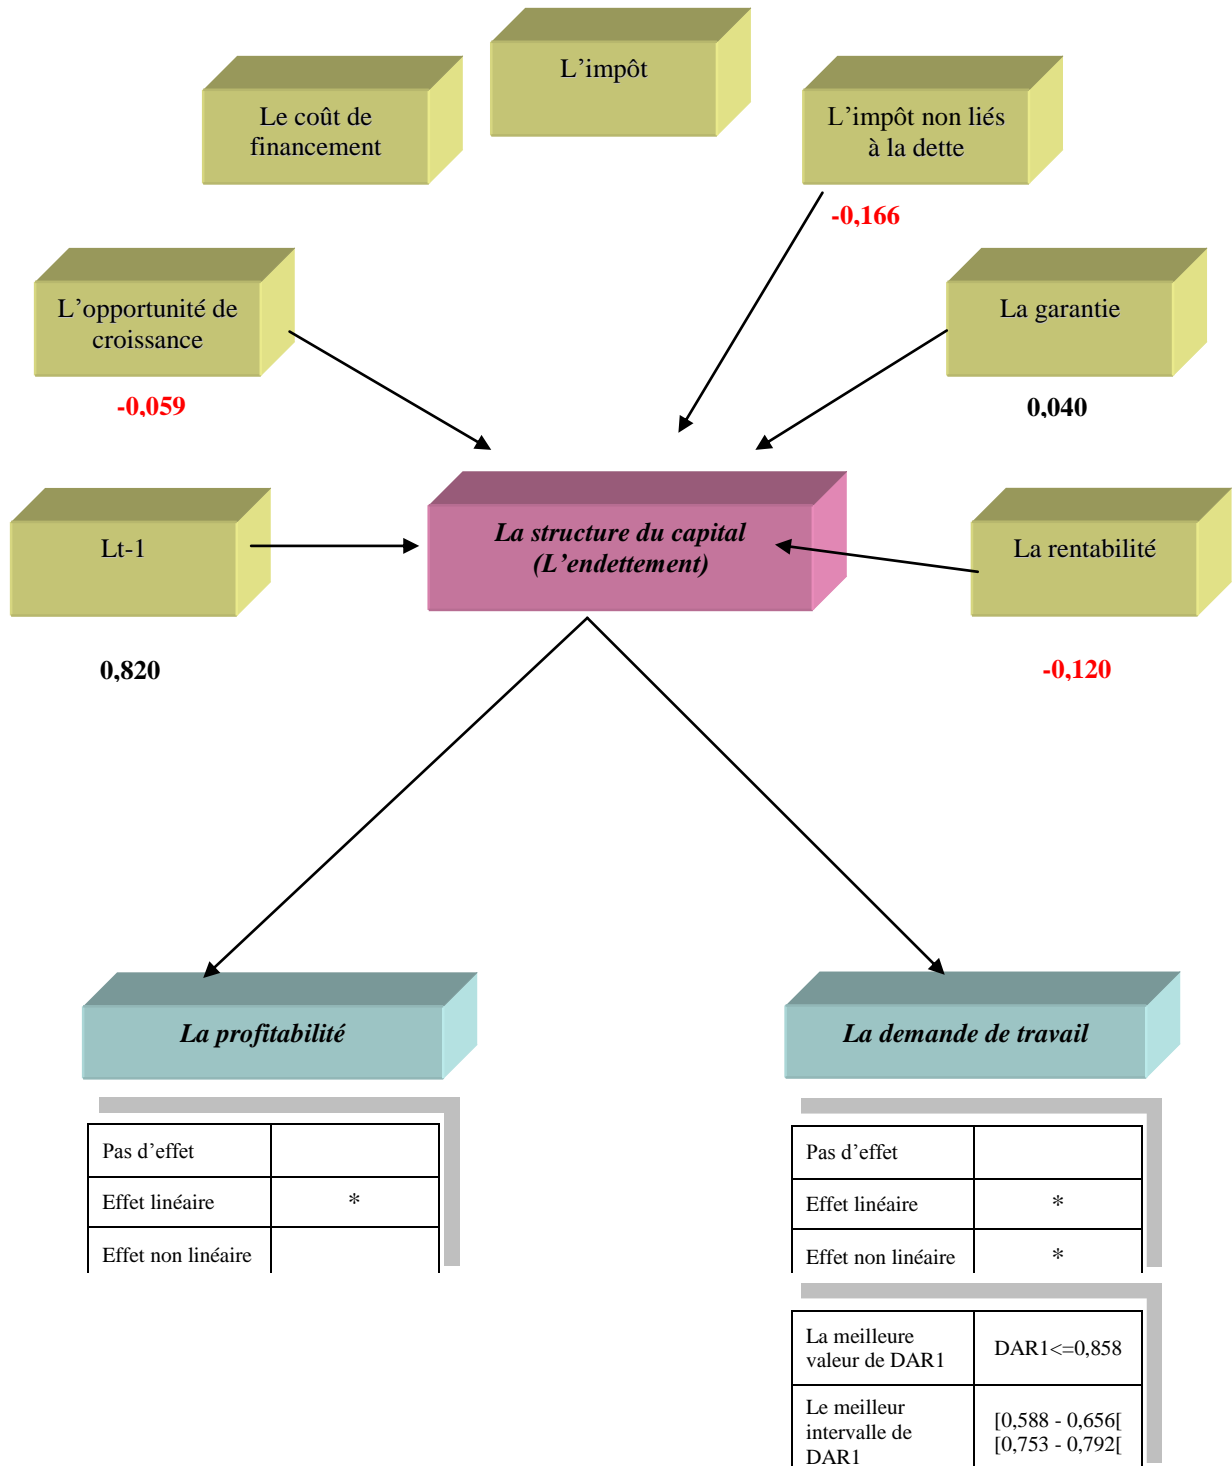 L’impôt
Le coût de
financement
L’impôt non liés
à la dette
-0,166
L’opportunité de
croissance
-0,059
La garantie
0,040
Lt-1
0,820
La structure du capital
(L’endettement)
La rentabilité
-0,120
La profitabilité
Pas d’effet
Effet linéaire *
Effet non linéaire
La demande de travail
Pas d’effet
Effet linéaire *
Effet non linéaire *
La meilleure
valeur de DAR1
DAR1<=0,858
Le meilleur
intervalle de
DAR1
[0,588 - 0,656[
[0,753 - 0,792[